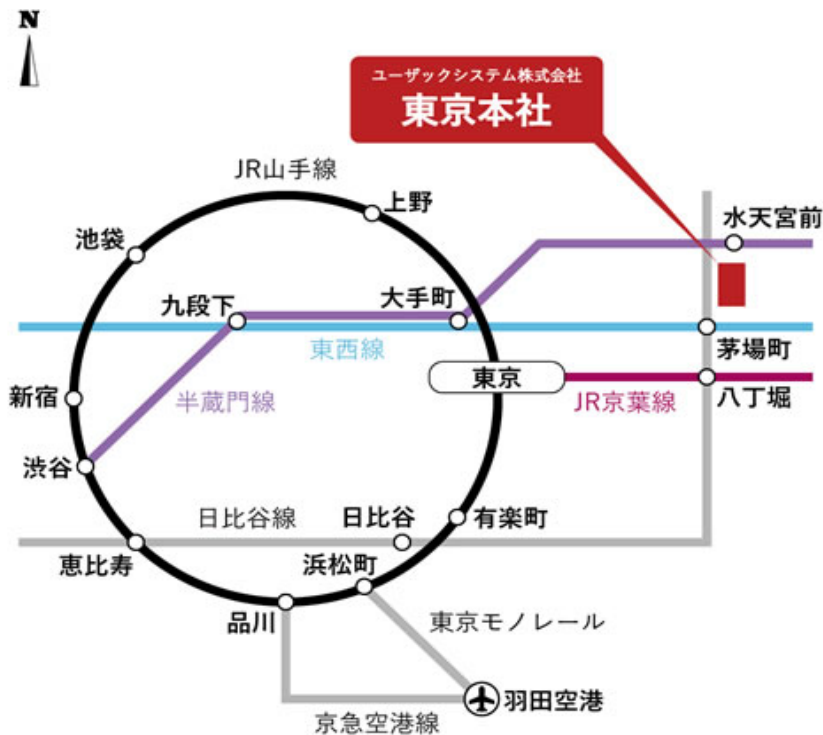 N
ユーザックシステム株式会社
東京本社
JR山手線
上野
水天宮前
池袋
九段下
大手町
東西線
茅場町
東京
新宿
半蔵門線
JR京葉線
八丁堀
渋谷
日比谷線
日比谷
有楽町
恵比寿
浜松町
品川
東京モノレール
羽田空港
京急空港線